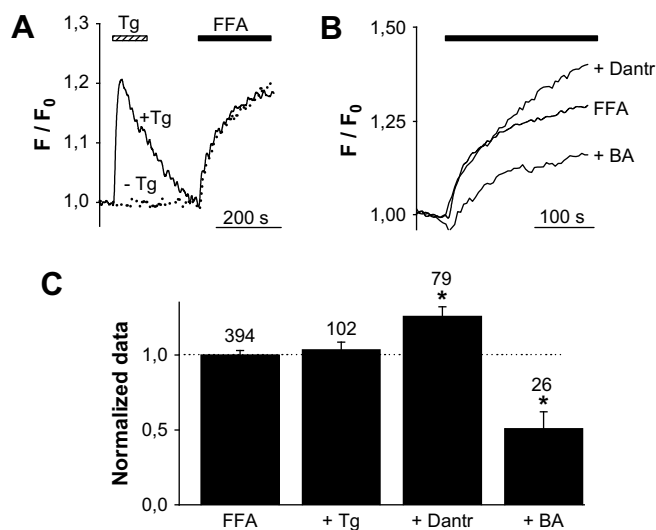 A
Tg
FFA
1,3
1,2
1,1
1,0
F / F0
+Tg
- Tg
200 s
B
1,50
1,25
1,00
F / F0
+ Dantr
FFA
+ BA
100 s
C
Normalized data
1,0
0,5
0,0
394
102
79
*
26
*
FFA
+ Tg
+ Dantr
+ BA